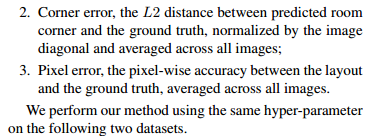 2. Corner error, the L2 distance between predicted room
corner and the ground truth, normalized by the image
diagonal and averaged across all images;
3. Pixel error, the pixel-wise accuracy between the layout
and the ground truth, averaged across all images.
We perform our method using the same hyper-parameter
on the following two datasets.